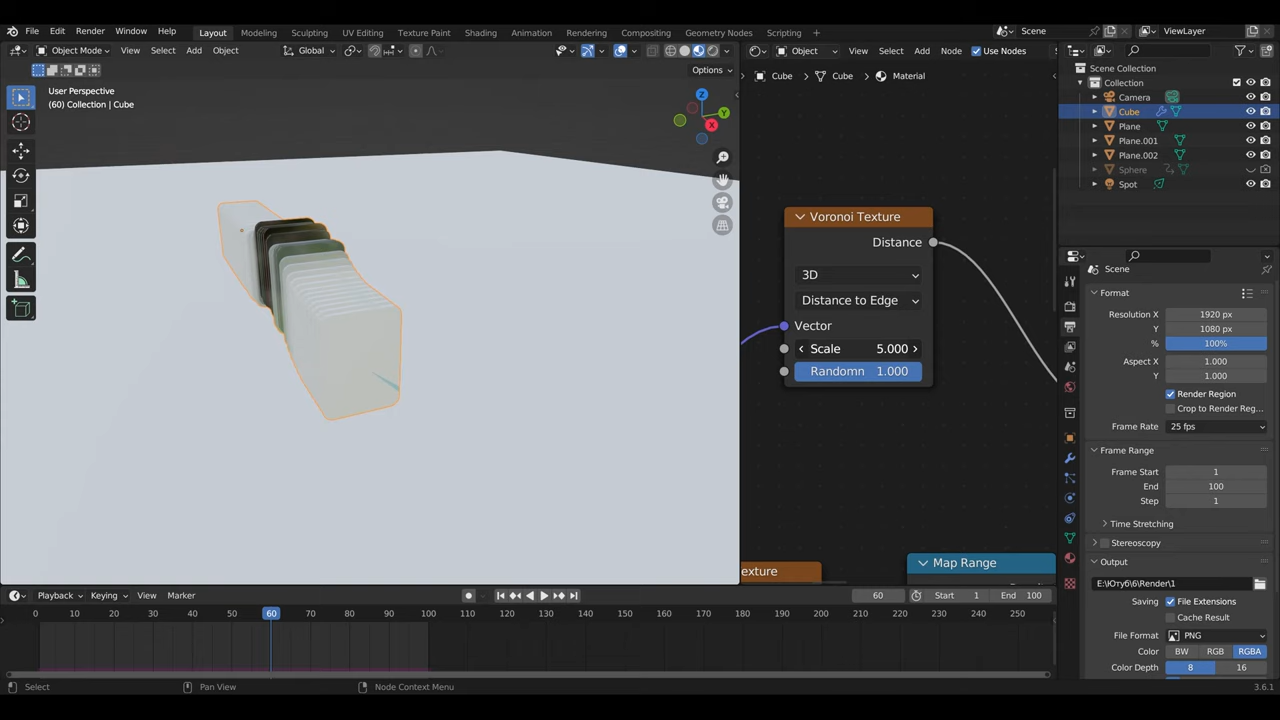 File Edit Render Window Help Layout Modeling Sculpting UV Editing Texture Paint Shading Animation Rendering Compositing Geometry Nodes Scripting Scene ViewLayer
Object Mode View Select Add Object Global
Object View Select Add Node Use Nodes
Options
Cube Cube Material
User Perspective
(60) Collection | Cube
Z
Y
X
Scene Collection
Collection
Camera
Cube
Plane
Plane.001
Plane.002
Sphere
Spot
Voronoi Texture
Distance
3D
Distance to Edge
Vector
Scale 5.000
Randomn 1.000
exture
Map Range
Scene
Format
Resolution X 1920 px
Y 1080 px
% 100%
Aspect X 1.000
Y 1.000
Render Region
Crop to Render Reg...
Frame Rate 25 fps
Frame Range
Frame Start 1
End 100
Step 1
Time Stretching
Stereoscopy
Output
E:\Ютуб\6\Render\1
Saving File Extensions
Cache Result
File Format PNG
Color BW RGB RGBA
Color Depth 8 16
Playback Keying View Marker 60 Start 1 End 100
0 10 20 30 40 50 60 70 80 90 100 110 120 130 140 150 160 170 180 190 200 210 220 230 240 250
Select Pan View Node Context Menu 3.6.1